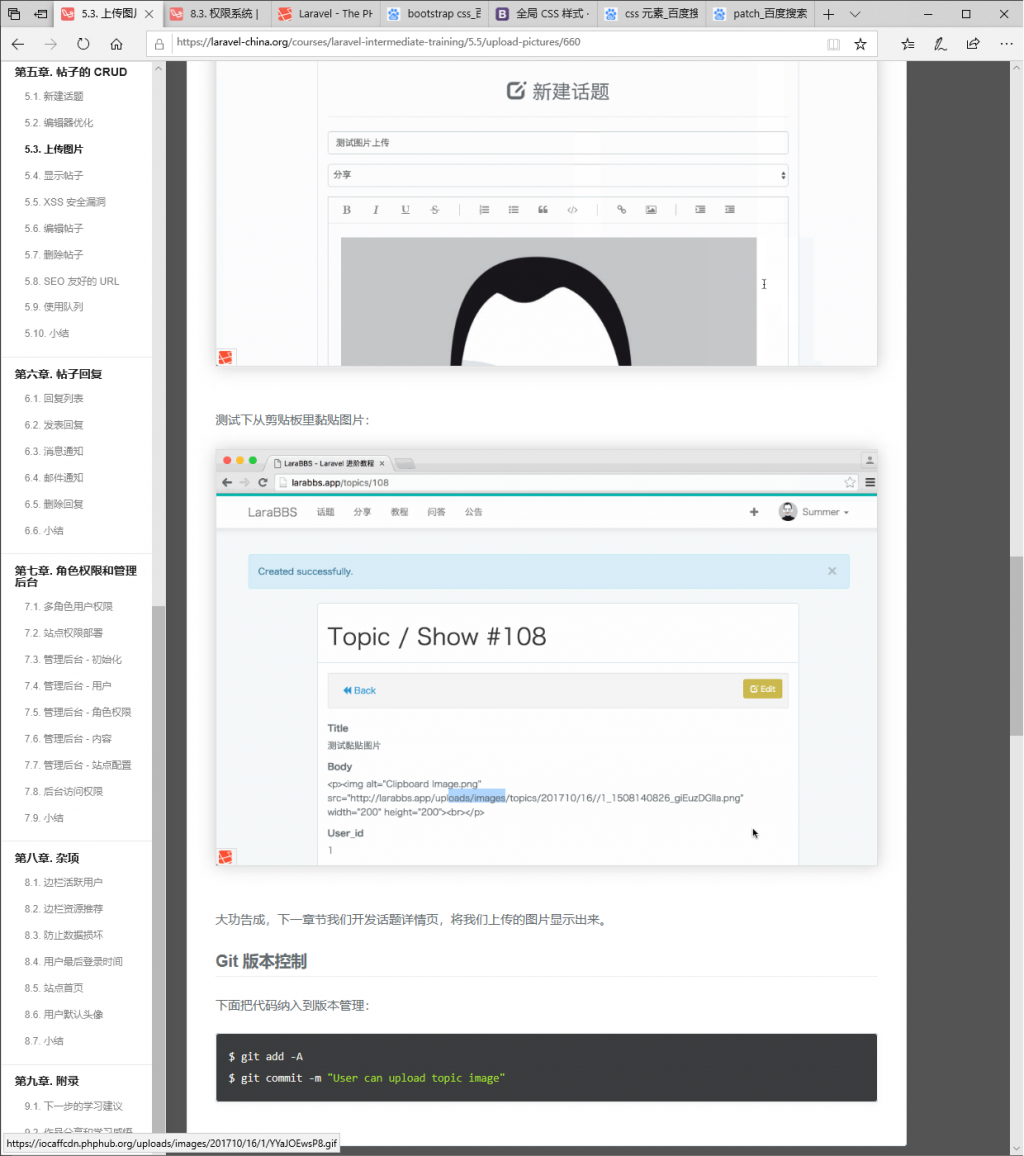 5.3. 上传图片
8.3. 权限系统 |
Laravel - The PH
bootstrap css_百
全局 CSS 样式 ·
css 元素_百度搜
patch_百度搜索
https://laravel-china.org/courses/laravel-intermediate-training/5.5/upload-pictures/660
第五章. 帖子的 CRUD
5.1. 新建话题
5.2. 编辑器优化
5.3. 上传图片
5.4. 显示帖子
5.5. XSS 安全漏洞
5.6. 编辑帖子
5.7. 删除帖子
5.8. SEO 友好的 URL
5.9. 使用队列
5.10. 小结
第六章. 帖子回复
6.1. 回复列表
6.2. 发表回复
6.3. 消息通知
6.4. 邮件通知
6.5. 删除回复
6.6. 小结
第七章. 角色权限和管理
后台
7.1. 多角色用户权限
7.2. 站点权限部署
7.3. 管理后台 - 初始化
7.4. 管理后台 - 用户
7.5. 管理后台 - 角色权限
7.6. 管理后台 - 内容
7.7. 管理后台 - 站点配置
7.8. 后台访问权限
7.9. 小结
第八章. 杂项
8.1. 边栏活跃用户
8.2. 边栏资源推荐
8.3. 防止数据损坏
8.4. 用户最后登录时间
8.5. 站点首页
8.6. 用户默认头像
8.7. 小结
第九章. 附录
9.1. 下一步的学习建议
9.2. 作品分享和学习感悟
https://iocaffcdn.phphub.org/uploads/images/201710/16/1/YYaJOEwsP8.gif
新建话题
测试图片上传
分享
B I U S
测试下从剪贴板里黏贴图片：
LaraBBS - Laravel 进阶教程
larabbs.app/topics/108
LaraBBS 话题 分享 教程 问答 公告 Summer
Created successfully.
Topic / Show #108
Back
Edit
Title
测试黏贴图片
Body
<p><img alt="Clipboard Image.png"
src="http://larabbs.app/uploads/images/topics/201710/16//1_1508140826_giEuzDGlla.png"
width="200" height="200"><br></p>
User_id
1
大功告成，下一章节我们开发话题详情页，将我们上传的图片显示出来。
Git 版本控制
下面把代码纳入到版本管理：
$ git add -A
$ git commit -m "User can upload topic image"